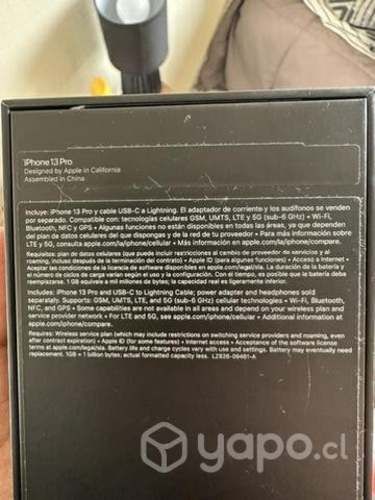 iPhone 13 Pro
Designed by Apple in California
Assembled in China
Incluye: iPhone 13 Pro y cable USB-C a Lightning. El adaptador de corriente y los audífonos se venden
por separado. Compatible con: tecnologías celulares GSM, UMTS, LTE y 5G (sub-6 GHz) • Wi-Fi,
Bluetooth, NFC y GPS • Algunas funciones no están disponibles en todas las áreas, ya que dependen
del plan de datos celulares del que dispongas y de la red de tu proveedor • Para más información sobre
LTE y 5G, consulta apple.com/la/iphone/cellular • Más información en apple.com/la/iphone/compare.
Requisitos: plan de datos celulares (que puede incluir restricciones al cambio de proveedor de servicios y al
roaming, incluso después de la terminación del contrato) • Apple ID (para algunas funciones) • Acceso a Internet •
Aceptar las condiciones de la licencia de software disponibles en apple.com/legal/sla. La duración de la batería y
el número de ciclos de carga varían según el uso y la configuración. Con el tiempo, es posible que la batería deba
reemplazarse. 1 GB equivale a mil millones de bytes; la capacidad real es ligeramente inferior.
Includes: iPhone 13 Pro and USB-C to Lightning Cable; power adapter and headphones sold
separately. Supports: GSM, UMTS, LTE, and 5G (sub-6 GHz) cellular technologies • Wi-Fi, Bluetooth,
NFC, and GPS • Some capabilities are not available in all areas and depend on your wireless plan and
service provider network • For LTE and 5G, see apple.com/iphone/cellular • Additional information at
apple.com/iphone/compare.
Requires: Wireless service plan (which may include restrictions on switching service providers and roaming, even
after contract expiration) • Apple ID (for some features) • Internet access • Acceptance of the software license
terms at apple.com/legal/sla. Battery life and charge cycles vary with use and settings. Battery may eventually need
replacement. 1GB = 1 billion bytes; actual formatted capacity less. LZ826-09461-A
yapo.cl